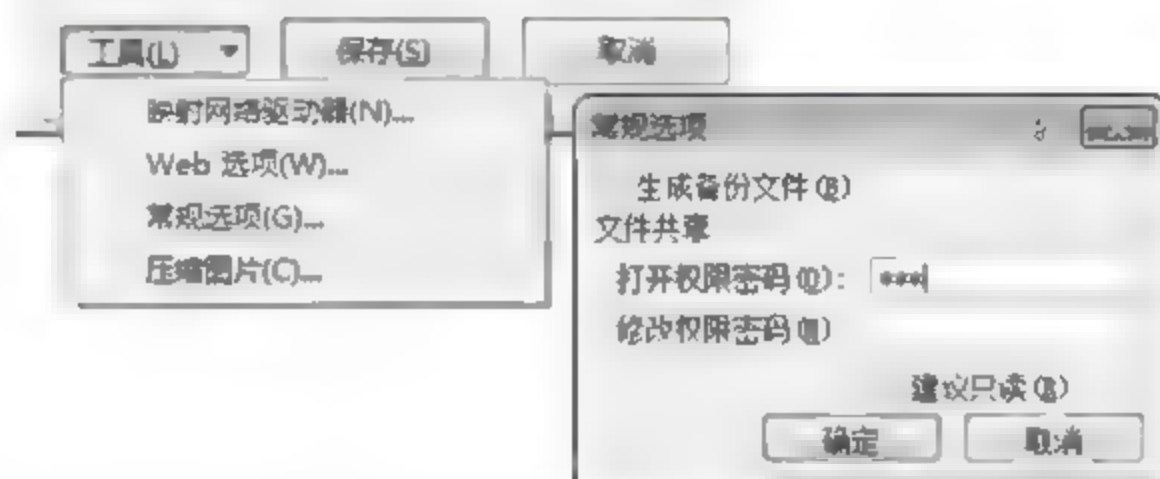 工具(L) 保存(S) 取消
映射网络驱动器(N)...
Web 选项(W)...
常规选项(G)...
压缩图片(C)...
常规选项
生成备份文件(B)
文件共享
打开权限密码(O): ***
修改权限密码(M)
建议只读(R)
确定 取消